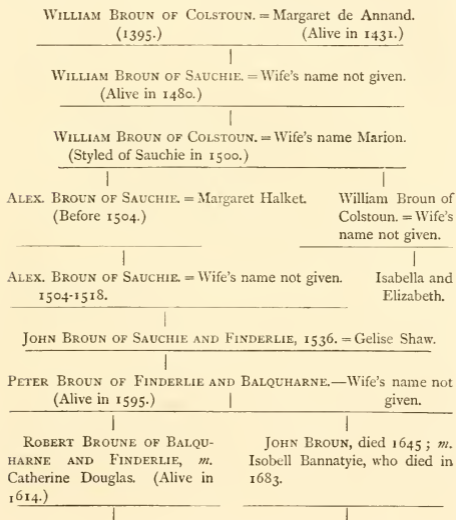 WILLIAM BROUN OF COLSTOUN. = Margaret de Annand.
(1395.) (Alive in 1431.)
WILLIAM BROUN OF SAUCHIE. = Wife's name not given.
(Alive in 1480.)
WILLIAM BROUN OF COLSTOUN. = Wife's name Marion.
(Styled of Sauchie in 1500.)
ALEX. BROUN OF SAUCHIE. = Margaret Halket.
(Before 1504.)
William Broun of
Colstoun. = Wife's
name not given.
ALEX. BROUN OF SAUCHIE. = Wife's name not given.
1504-1518.
Isabella and
Elizabeth.
JOHN BROUN OF SAUCHIE AND FINDERLIE, 1536. = Gelise Shaw.
PETER BROUN OF FINDERLIE AND BALQUHARNE.—Wife's name not
(Alive in 1595.) given.
ROBERT BROUNE OF BALQU-
HARNE AND FINDERLIE, m.
Catherine Douglas. (Alive in
1614.)
JOHN BROUN, died 1645 ; m.
Isobell Bannatyie, who died in
1683.